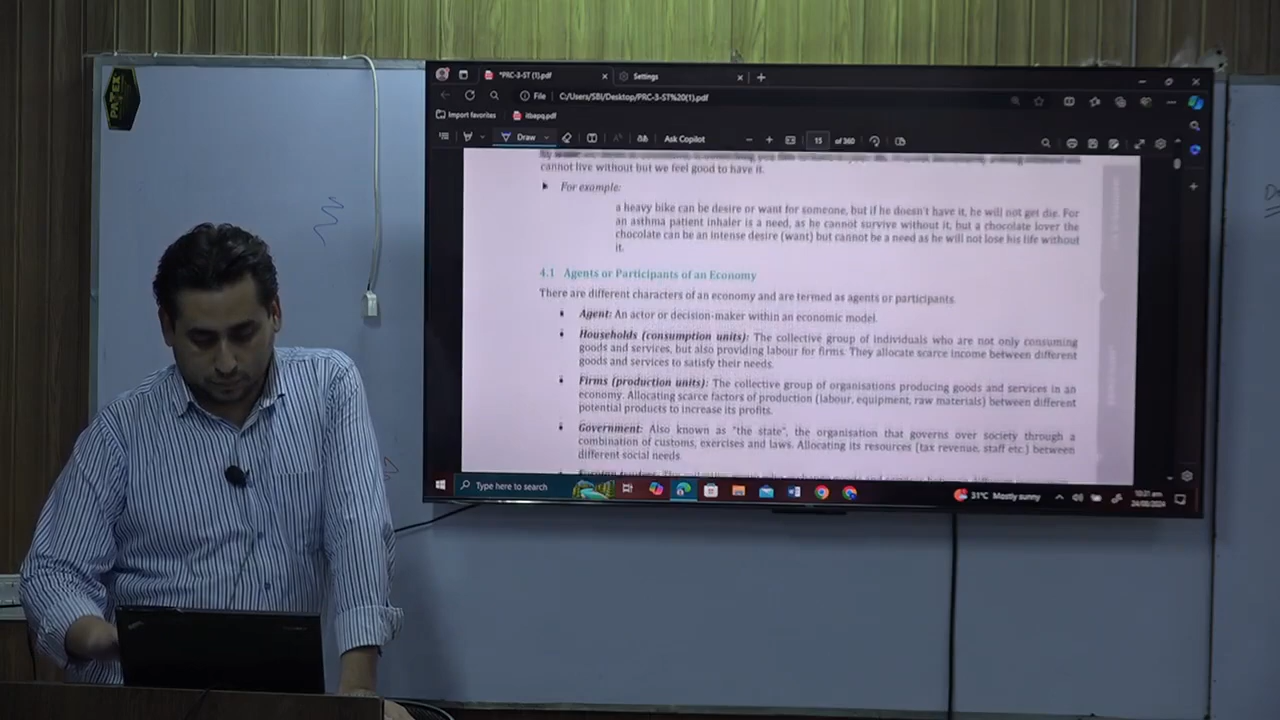 PATEX
*PRC-3-ST (1).pdf
Settings
File
C:/Users/SBI/Desktop/PRC-3-ST%20(1).pdf
Import favorites
itbepq.pdf
Draw
Ask Copilot
15 of 360
cannot live without but we feel good to have it.
For example:
a heavy bike can be desire or want for someone, but if he doesn't have it, he will not get die. For
an asthma patient inhaler is a need, as he cannot survive without it, but a chocolate lover the
chocolate can be an intense desire (want) but cannot be a need as he will not lose his life without
it.
4.1 Agents or Participants of an Economy
There are different characters of an economy and are termed as agents or participants.
Agent: An actor or decision-maker within an economic model.
Households (consumption units): The collective group of individuals who are not only consuming
goods and services, but also providing labour for firms. They allocate scarce income between different
goods and services to satisfy their needs.
Firms (production units): The collective group of organisations producing goods and services in an
economy. Allocating scarce factors of production (labour, equipment, raw materials) between different
potential products to increase its profits.
Government: Also known as "the state", the organisation that governs over society through a
combination of customs, exercises and laws. Allocating its resources (tax revenue, staff etc.) between
different social needs.
Type here to search
31°C Mostly sunny
10:21 am
24/08/2024